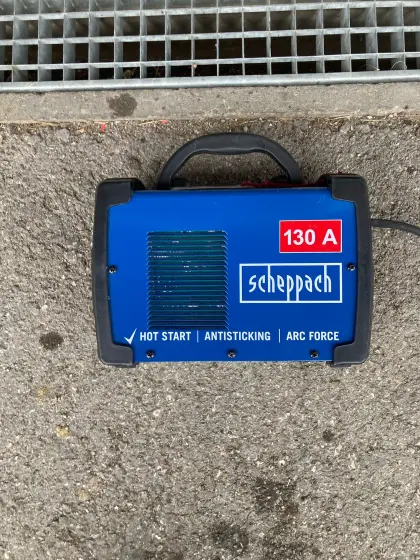 130 A
scheppach
HOT START | ANTISTICKING | ARC FORCE